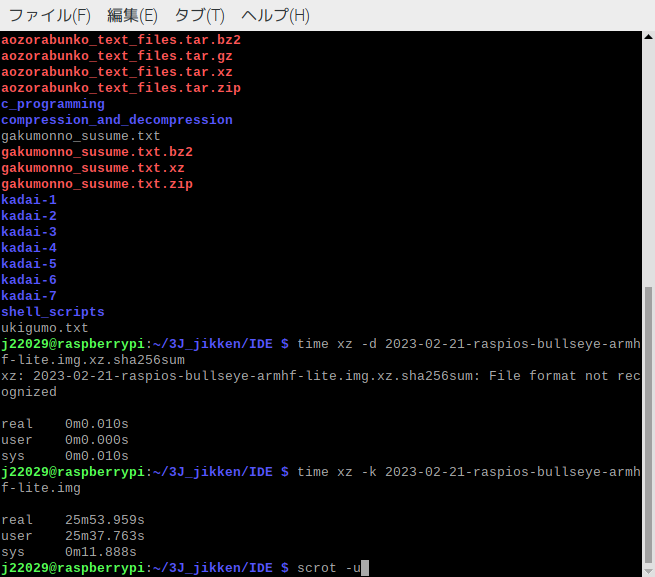 ファイル(F) 編集(E) タブ(T) ヘルプ(H)
aozorabunko_text_files.tar.bz2
aozorabunko_text_files.tar.gz
aozorabunko_text_files.tar.xz
aozorabunko_text_files.tar.zip
c_programming
compression_and_decompression
gakumonno_susume.txt
gakumonno_susume.txt.bz2
gakumonno_susume.txt.xz
gakumonno_susume.txt.zip
kadai-1
kadai-2
kadai-3
kadai-4
kadai-5
kadai-6
kadai-7
shell_scripts
ukigumo.txt
j22029@raspberrypi:~/3J_jikken/IDE $ time xz -d 2023-02-21-raspios-bullseye-armh
f-lite.img.xz.sha256sum
xz: 2023-02-21-raspios-bullseye-armhf-lite.img.xz.sha256sum: File format not rec
ognized
real    0m0.010s
user    0m0.000s
sys     0m0.010s
j22029@raspberrypi:~/3J_jikken/IDE $ time xz -k 2023-02-21-raspios-bullseye-armh
f-lite.img
real    25m53.959s
user    25m37.763s
sys     0m11.888s
j22029@raspberrypi:~/3J_jikken/IDE $ scrot -u